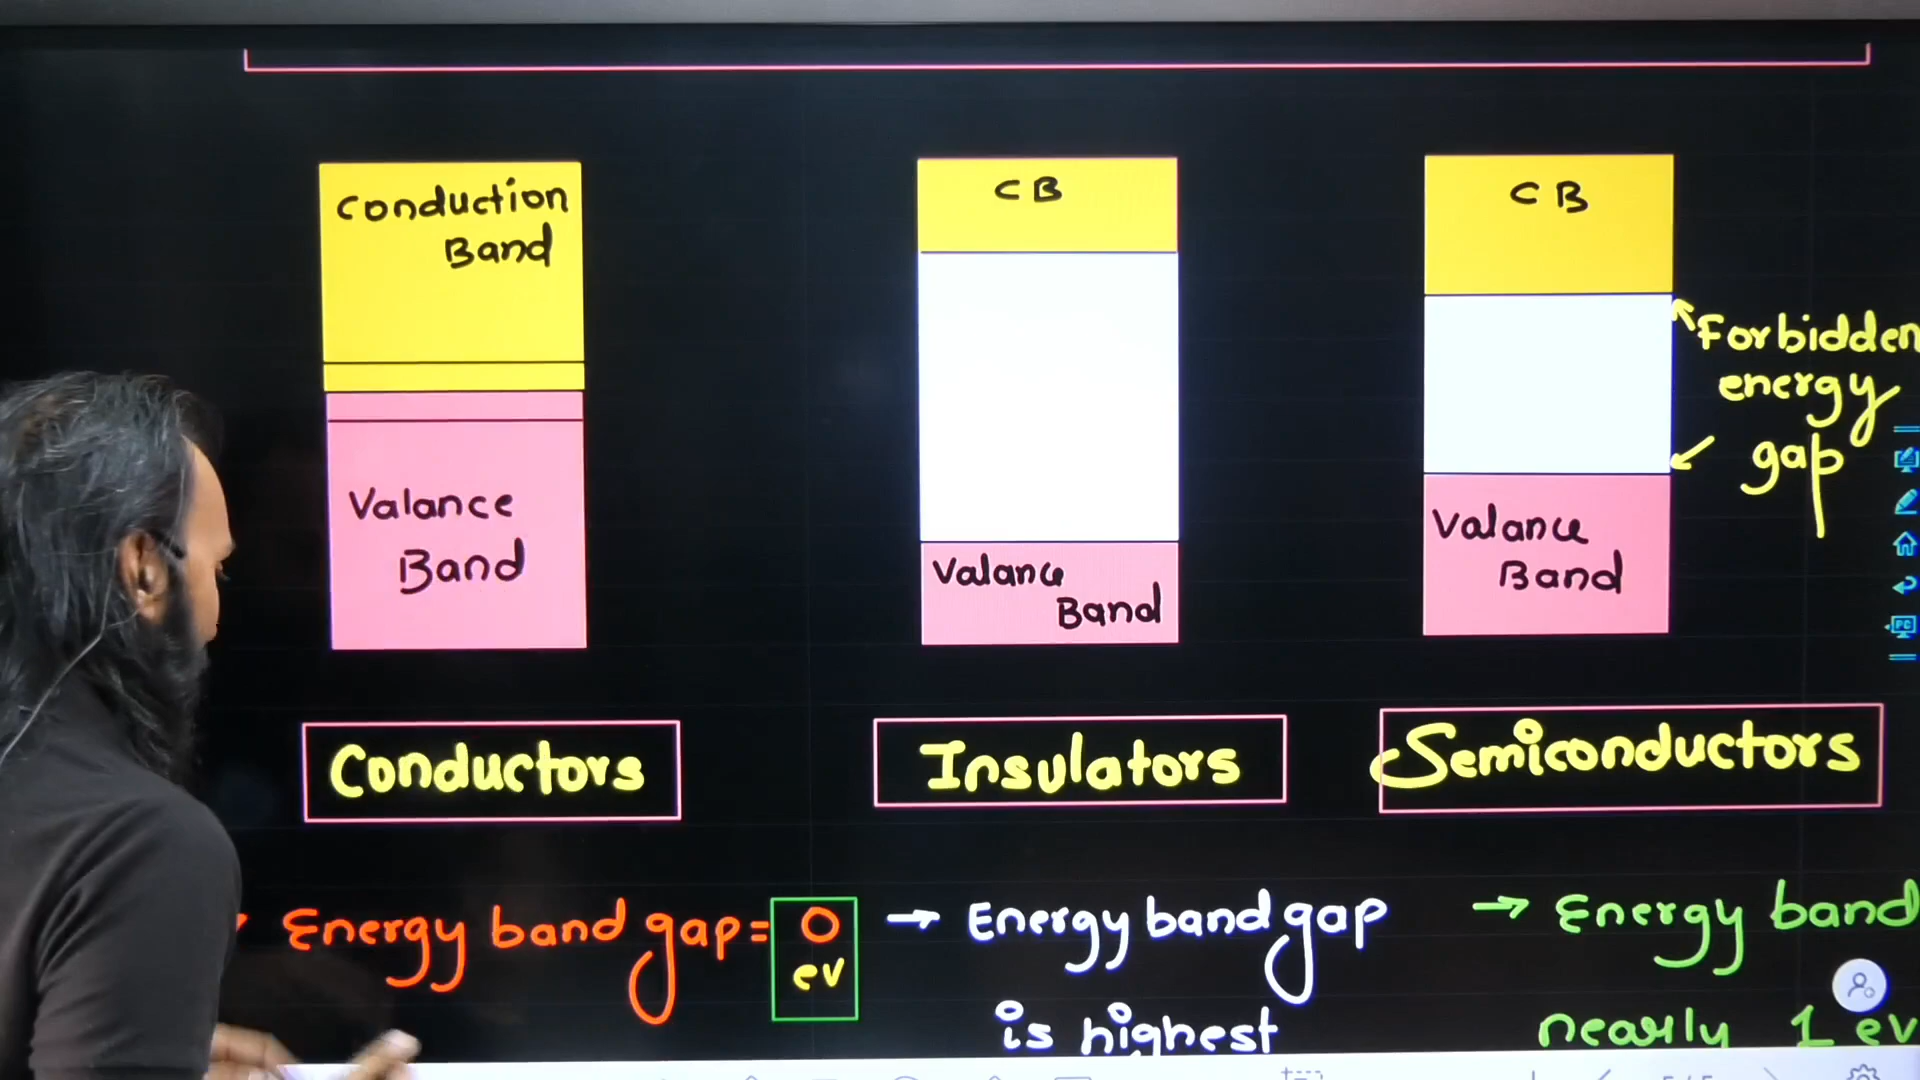 Conduction
Band
Valance
Band
CB
Valance
Band
CB
Forbidden
energy
gap
Valance
Band
Conductors
Insulators
Semiconductors
Energy band gap = 0
ev
→ Energy band gap
is highest
→ Energy band
nearly 1 ev
PC